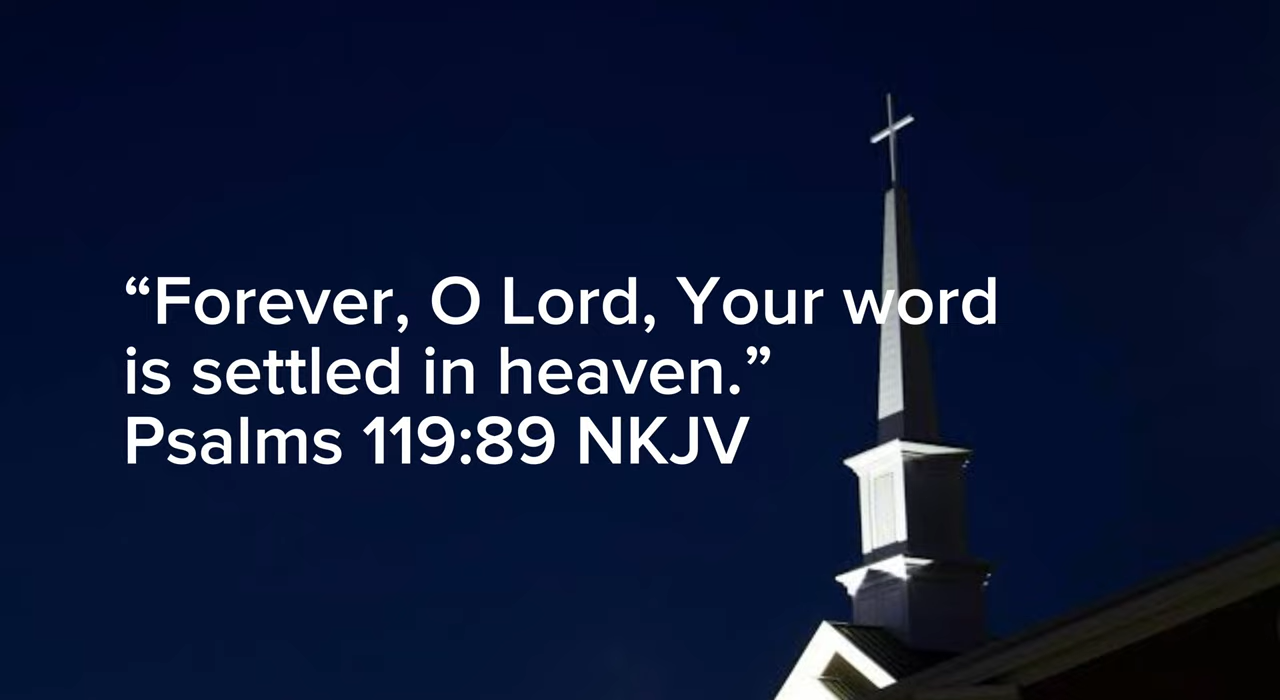 “Forever, O Lord, Your word
is settled in heaven.”
Psalms 119:89 NKJV